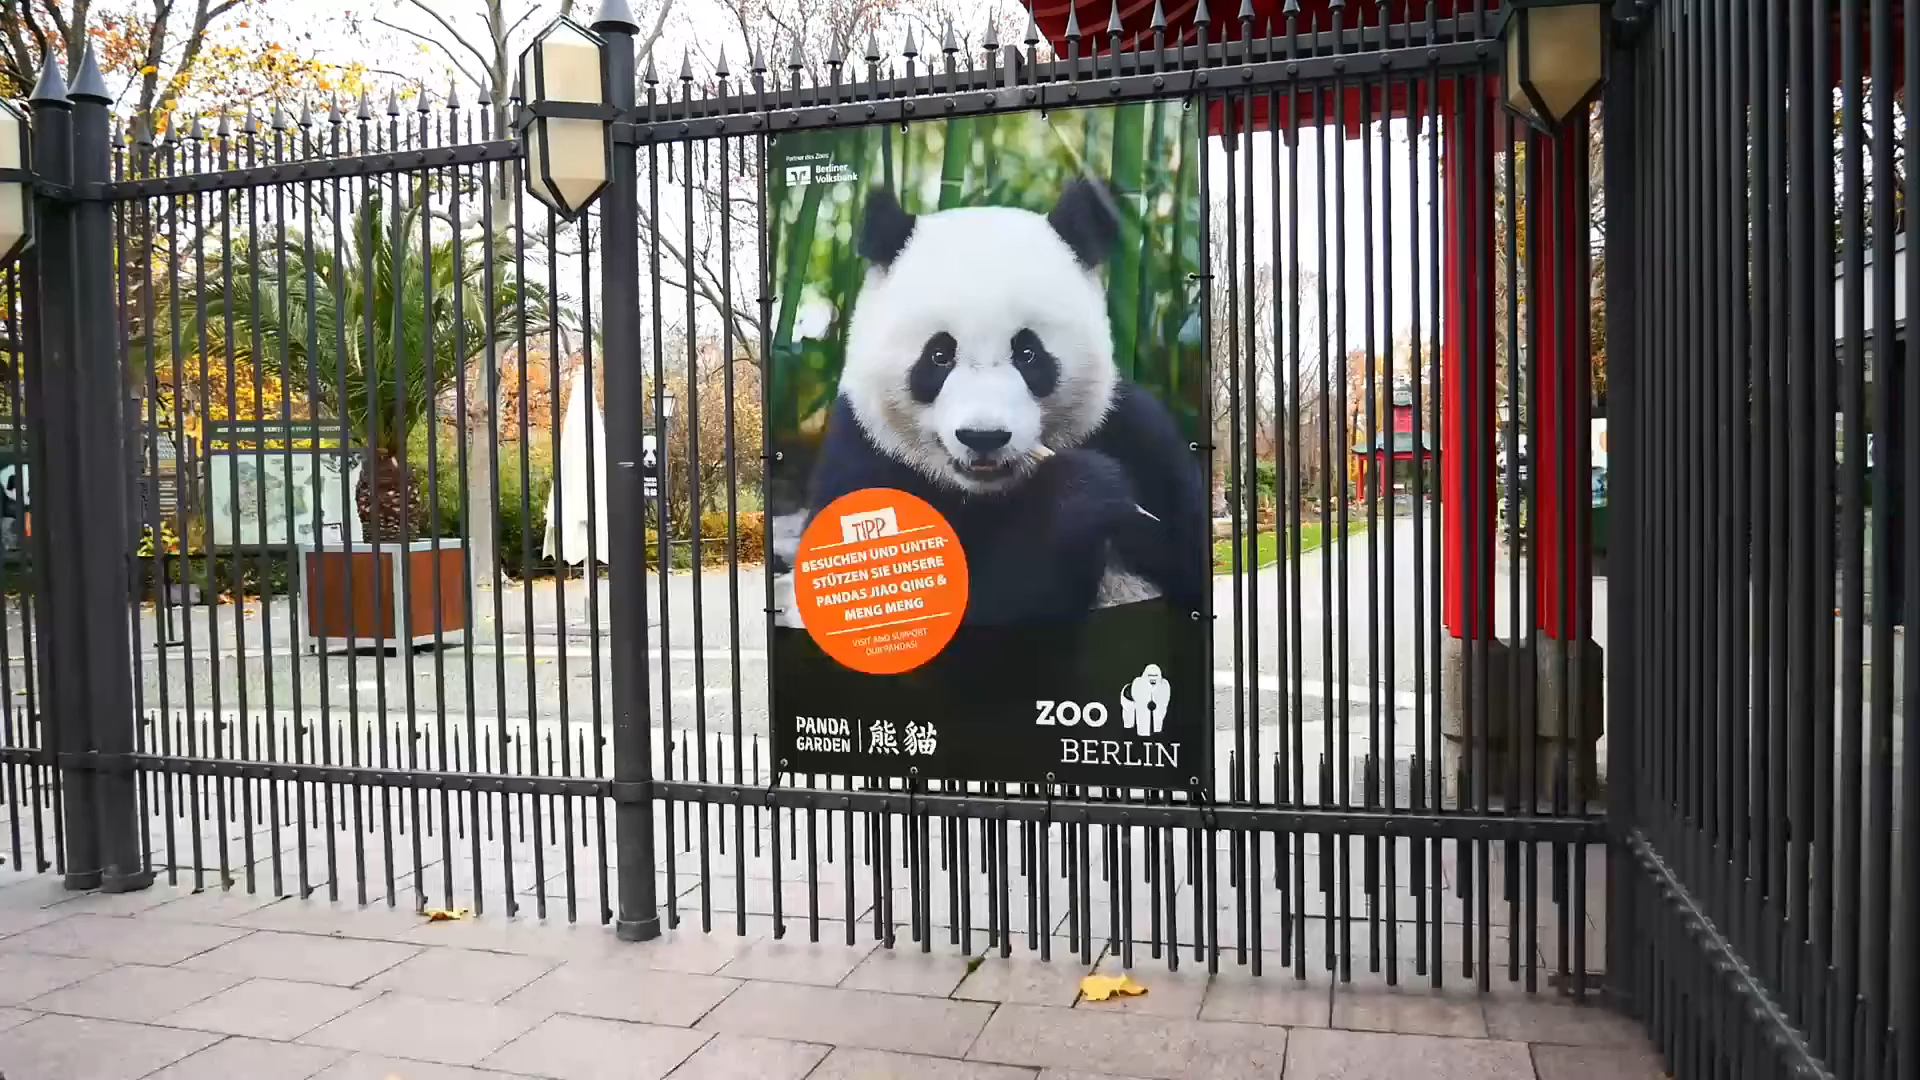 Partner des Zoos:
Berliner
Volksbank
TIPP
BESUCHEN UND UNTER-
STÜTZEN SIE UNSERE
PANDAS JIAO QING &
MENG MENG
VISIT AND SUPPORT
OUR PANDAS!
PANDA
GARDEN
熊貓
ZOO
BERLIN